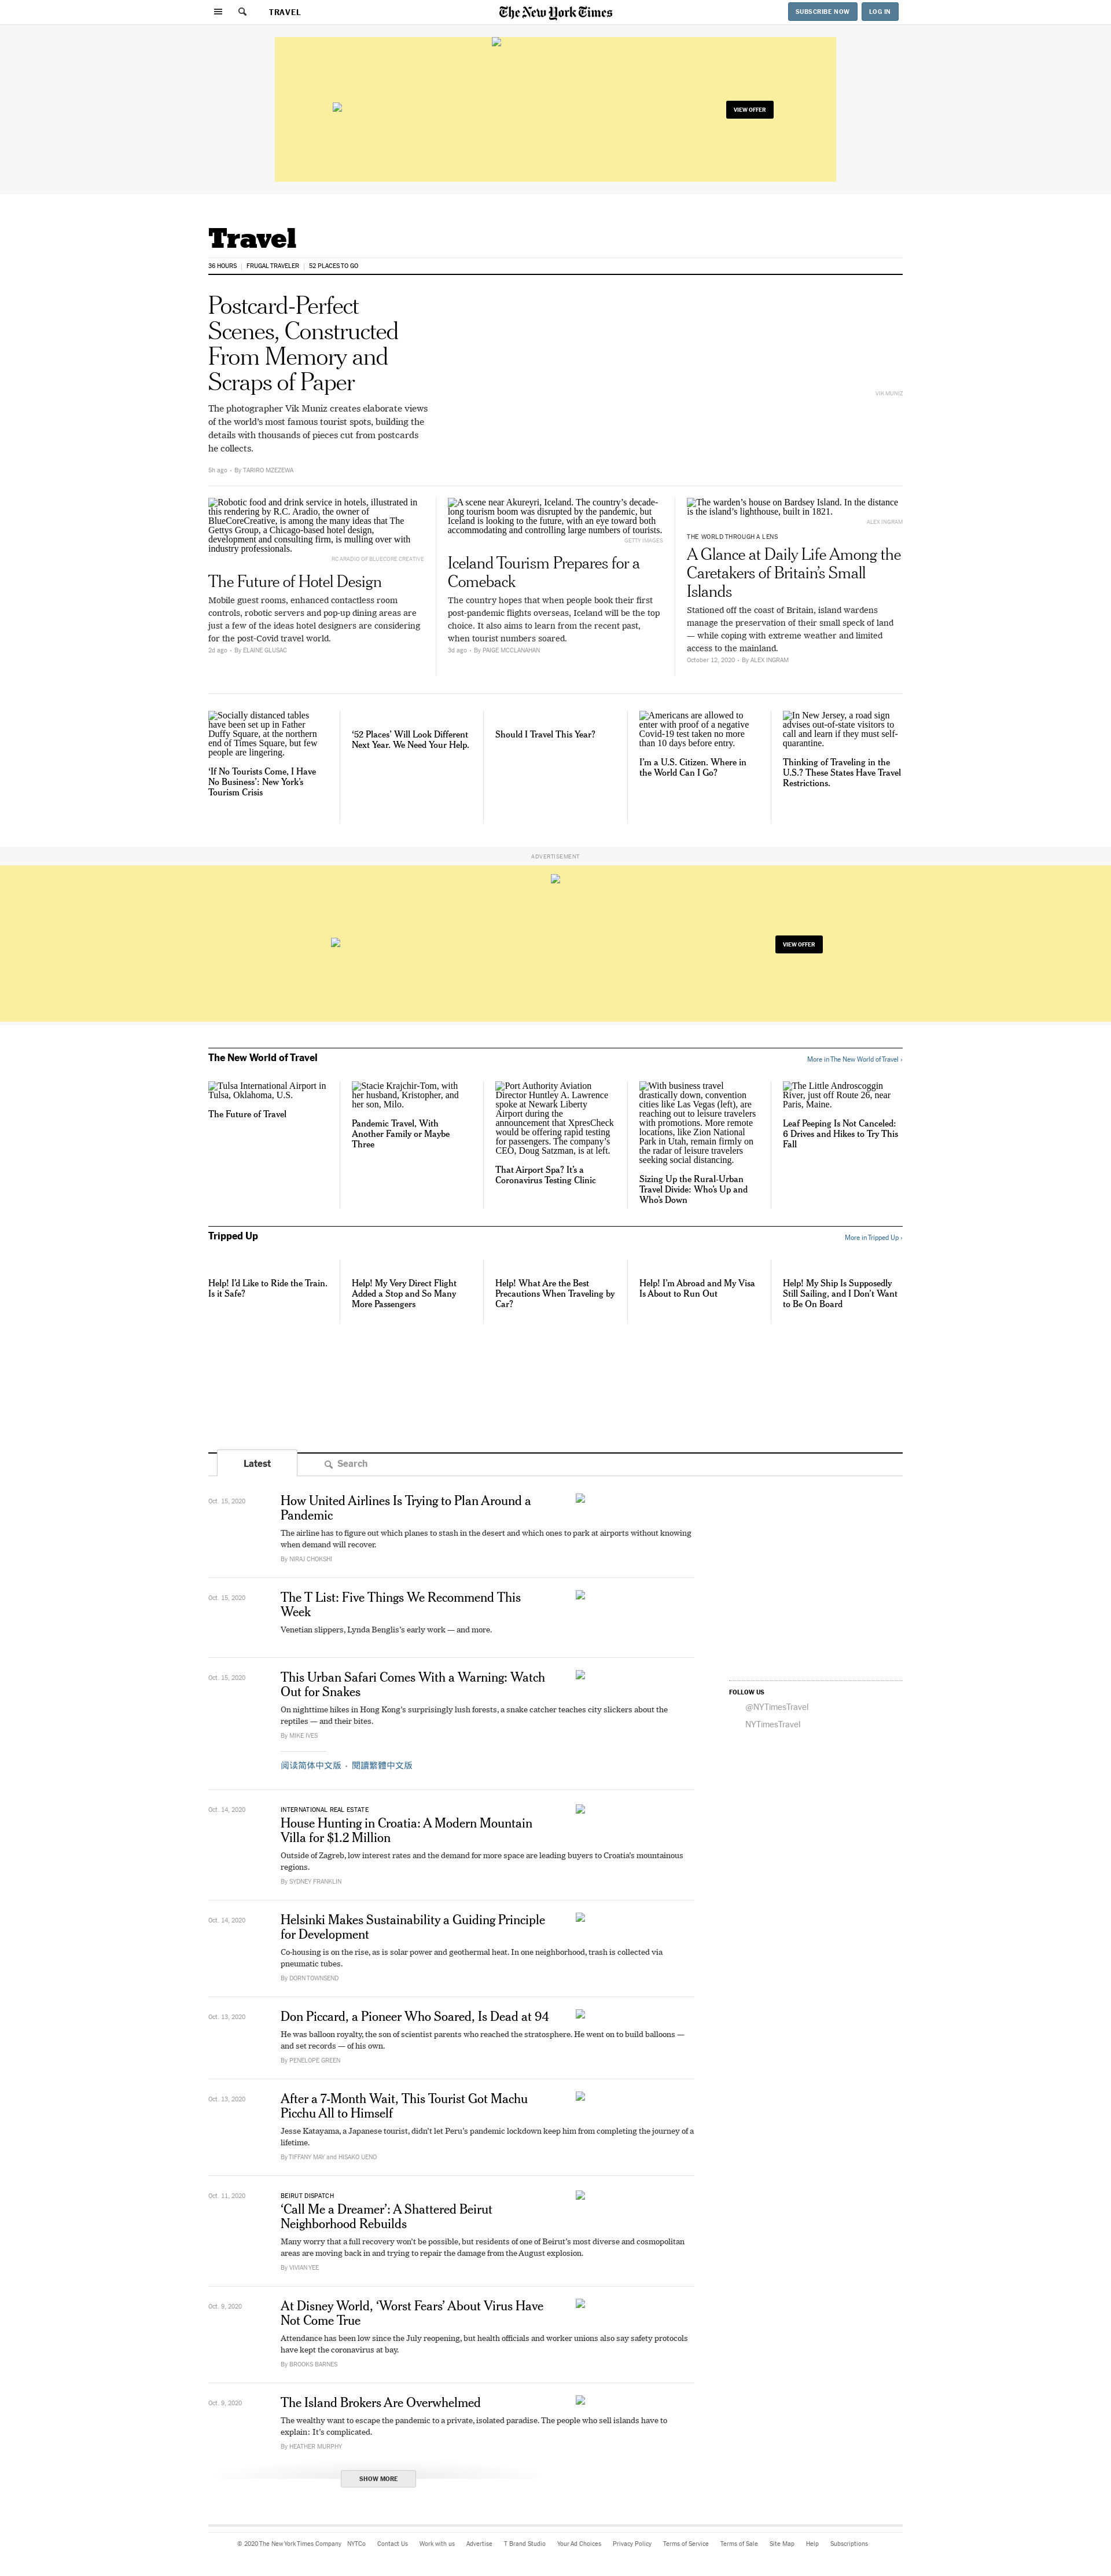 TRAVEL
The New York Times
SUBSCRIBE NOW
LOG IN
VIEW OFFER
Travel
36 HOURS
FRUGAL TRAVELER
52 PLACES TO GO
Postcard-Perfect
Scenes, Constructed
From Memory and
Scraps of Paper
The photographer Vik Muniz creates elaborate views
of the world's most famous tourist spots, building the
details with thousands of pieces cut from postcards
he collects.
5h ago • By TARIRO MZEZEWA
VIK MUNIZ
Robotic food and drink service in hotels, illustrated in
this rendering by R.C. Aradio, the owner of
BlueCoreCreative, is among the many ideas that The
Gettys Group, a Chicago-based hotel design,
development and consulting firm, is mulling over with
industry professionals.
RC ARADIO OF BLUECORE CREATIVE
The Future of Hotel Design
Mobile guest rooms, enhanced contactless room
controls, robotic servers and pop-up dining areas are
just a few of the ideas hotel designers are considering
for the post-Covid travel world.
2d ago • By ELAINE GLUSAC
A scene near Akureyri, Iceland. The country's decade-
long tourism boom was disrupted by the pandemic, but
Iceland is looking to the future, with an eye toward both
accommodating and controlling large numbers of tourists.
GETTY IMAGES
Iceland Tourism Prepares for a
Comeback
The country hopes that when people book their first
post-pandemic flights overseas, Iceland will be the top
choice. It also aims to learn from the recent past,
when tourist numbers soared.
3d ago • By PAIGE MCCLANAHAN
The warden's house on Bardsey Island. In the distance
is the island's lighthouse, built in 1821.
ALEX INGRAM
THE WORLD THROUGH A LENS
A Glance at Daily Life Among the
Caretakers of Britain's Small
Islands
Stationed off the coast of Britain, island wardens
manage the preservation of their small speck of land
— while coping with extreme weather and limited
access to the mainland.
October 12, 2020 • By ALEX INGRAM
Socially distanced tables
have been set up in Father
Duffy Square, at the northern
end of Times Square, but few
people are lingering.
'If No Tourists Come, I Have
No Business': New York's
Tourism Crisis
'52 Places' Will Look Different
Next Year. We Need Your Help.
Should I Travel This Year?
Americans are allowed to
enter with proof of a negative
Covid-19 test taken no more
than 10 days before entry.
I'm a U.S. Citizen. Where in
the World Can I Go?
In New Jersey, a road sign
advises out-of-state visitors to
call and learn if they must self-
quarantine.
Thinking of Traveling in the
U.S.? These States Have Travel
Restrictions.
ADVERTISEMENT
VIEW OFFER
The New World of Travel
More in The New World of Travel ›
Tulsa International Airport in
Tulsa, Oklahoma, U.S.
The Future of Travel
Stacie Krajchir-Tom, with
her husband, Kristopher, and
her son, Milo.
Pandemic Travel, With
Another Family or Maybe
Three
Port Authority Aviation
Director Huntley A. Lawrence
spoke at Newark Liberty
Airport during the
announcement that XpresCheck
would be offering rapid testing
for passengers. The company's
CEO, Doug Satzman, is at left.
That Airport Spa? It's a
Coronavirus Testing Clinic
With business travel
drastically down, convention
cities like Las Vegas (left), are
reaching out to leisure travelers
with promotions. More remote
locations, like Zion National
Park in Utah, remain firmly on
the radar of leisure travelers
seeking social distancing.
Sizing Up the Rural-Urban
Travel Divide: Who's Up and
Who's Down
The Little Androscoggin
River, just off Route 26, near
Paris, Maine.
Leaf Peeping Is Not Canceled:
6 Drives and Hikes to Try This
Fall
Tripped Up
More in Tripped Up ›
Help! I'd Like to Ride the Train.
Is it Safe?
Help! My Very Direct Flight
Added a Stop and So Many
More Passengers
Help! What Are the Best
Precautions When Traveling by
Car?
Help! I'm Abroad and My Visa
Is About to Run Out
Help! My Ship Is Supposedly
Still Sailing, and I Don't Want
to Be On Board
Latest
Search
Oct. 15, 2020
How United Airlines Is Trying to Plan Around a
Pandemic
The airline has to figure out which planes to stash in the desert and which ones to park at airports without knowing
when demand will recover.
By NIRAJ CHOKSHI
Oct. 15, 2020
The T List: Five Things We Recommend This
Week
Venetian slippers, Lynda Benglis's early work — and more.
Oct. 15, 2020
This Urban Safari Comes With a Warning: Watch
Out for Snakes
On nighttime hikes in Hong Kong's surprisingly lush forests, a snake catcher teaches city slickers about the
reptiles — and their bites.
By MIKE IVES
阅读简体中文版 • 閱讀繁體中文版
FOLLOW US
@NYTimesTravel
NYTimesTravel
Oct. 14, 2020
INTERNATIONAL REAL ESTATE
House Hunting in Croatia: A Modern Mountain
Villa for $1.2 Million
Outside of Zagreb, low interest rates and the demand for more space are leading buyers to Croatia's mountainous
regions.
By SYDNEY FRANKLIN
Oct. 14, 2020
Helsinki Makes Sustainability a Guiding Principle
for Development
Co-housing is on the rise, as is solar power and geothermal heat. In one neighborhood, trash is collected via
pneumatic tubes.
By DORN TOWNSEND
Oct. 13, 2020
Don Piccard, a Pioneer Who Soared, Is Dead at 94
He was balloon royalty, the son of scientist parents who reached the stratosphere. He went on to build balloons —
and set records — of his own.
By PENELOPE GREEN
Oct. 13, 2020
After a 7-Month Wait, This Tourist Got Machu
Picchu All to Himself
Jesse Katayama, a Japanese tourist, didn't let Peru's pandemic lockdown keep him from completing the journey of a
lifetime.
By TIFFANY MAY and HISAKO UENO
Oct. 11, 2020
BEIRUT DISPATCH
'Call Me a Dreamer': A Shattered Beirut
Neighborhood Rebuilds
Many worry that a full recovery won't be possible, but residents of one of Beirut's most diverse and cosmopolitan
areas are moving back in and trying to repair the damage from the August explosion.
By VIVIAN YEE
Oct. 9, 2020
At Disney World, 'Worst Fears' About Virus Have
Not Come True
Attendance has been low since the July reopening, but health officials and worker unions also say safety protocols
have kept the coronavirus at bay.
By BROOKS BARNES
Oct. 9, 2020
The Island Brokers Are Overwhelmed
The wealthy want to escape the pandemic to a private, isolated paradise. The people who sell islands have to
explain: It's complicated.
By HEATHER MURPHY
SHOW MORE
© 2020 The New York Times Company NYTCo Contact Us Work with us Advertise T Brand Studio Your Ad Choices Privacy Policy Terms of Service Terms of Sale Site Map Help Subscriptions